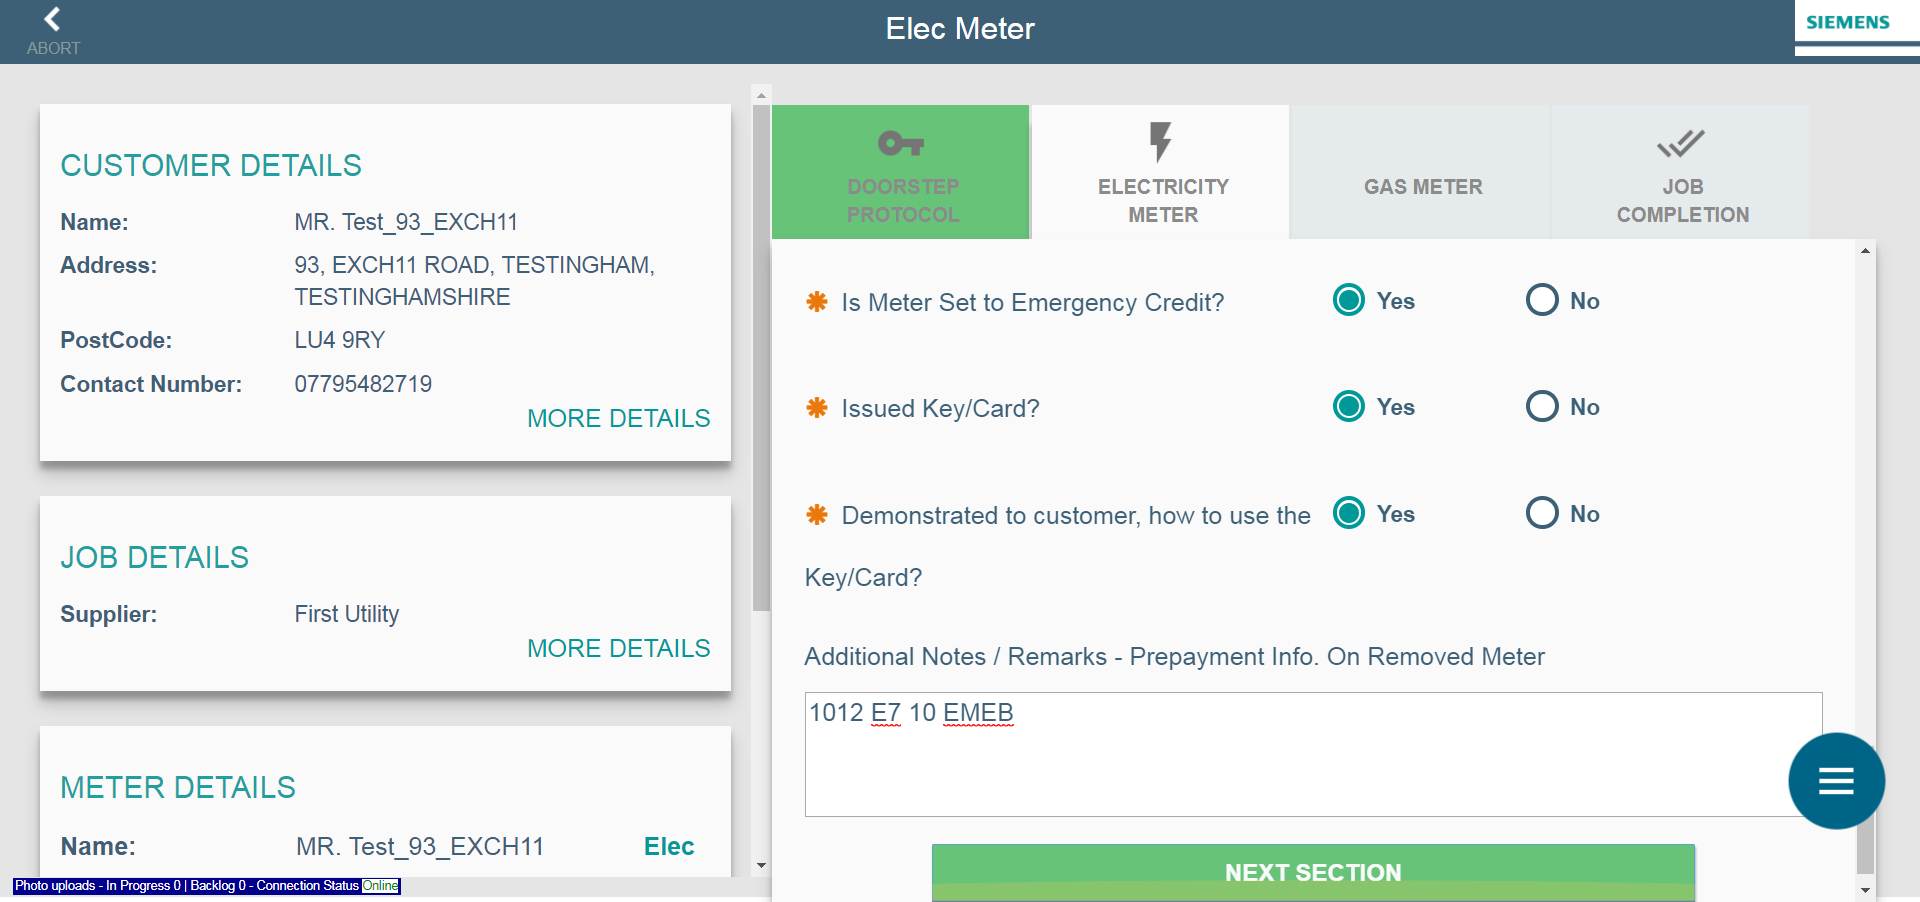 ABORT
Elec Meter
SIEMENS
CUSTOMER DETAILS
Name: MR. Test_93_EXCH11
Address: 93, EXCH11 ROAD, TESTINGHAM,
TESTINGHAMSHIRE
PostCode: LU4 9RY
Contact Number: 07795482719
MORE DETAILS
JOB DETAILS
Supplier: First Utility
MORE DETAILS
METER DETAILS
Name: MR. Test_93_EXCH11 Elec
Photo uploads - In Progress 0 | Backlog 0 - Connection Status Online
DOORSTEP
PROTOCOL
ELECTRICITY
METER
GAS METER
JOB
COMPLETION
Is Meter Set to Emergency Credit? Yes No
Issued Key/Card? Yes No
Demonstrated to customer, how to use the Yes No
Key/Card?
Additional Notes / Remarks - Prepayment Info. On Removed Meter
1012 E7 10 EMEB
NEXT SECTION